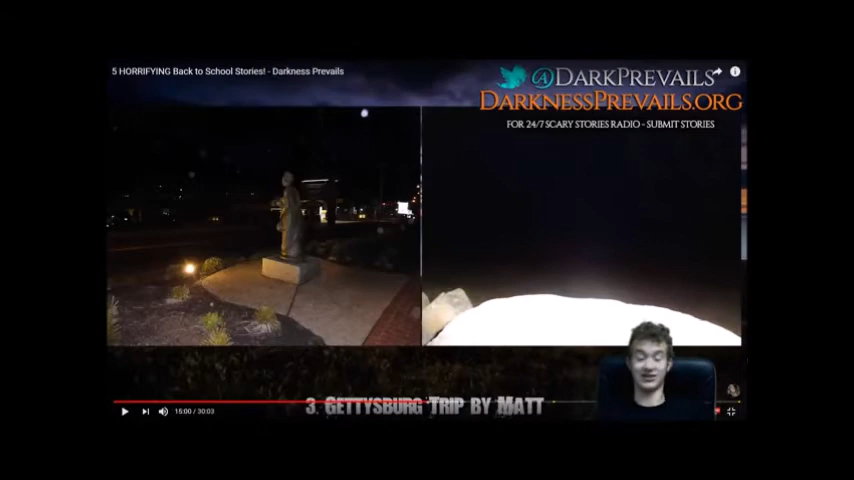 5 HORRIFYING Back to School Stories! - Darkness Prevails
@DARKPREVAILS
DARKNESSPREVAILS.ORG
FOR 24/7 SCARY STORIES RADIO - SUBMIT STORIES
3. GETTYSBURG TRIP BY MATT
15:00 / 30:03